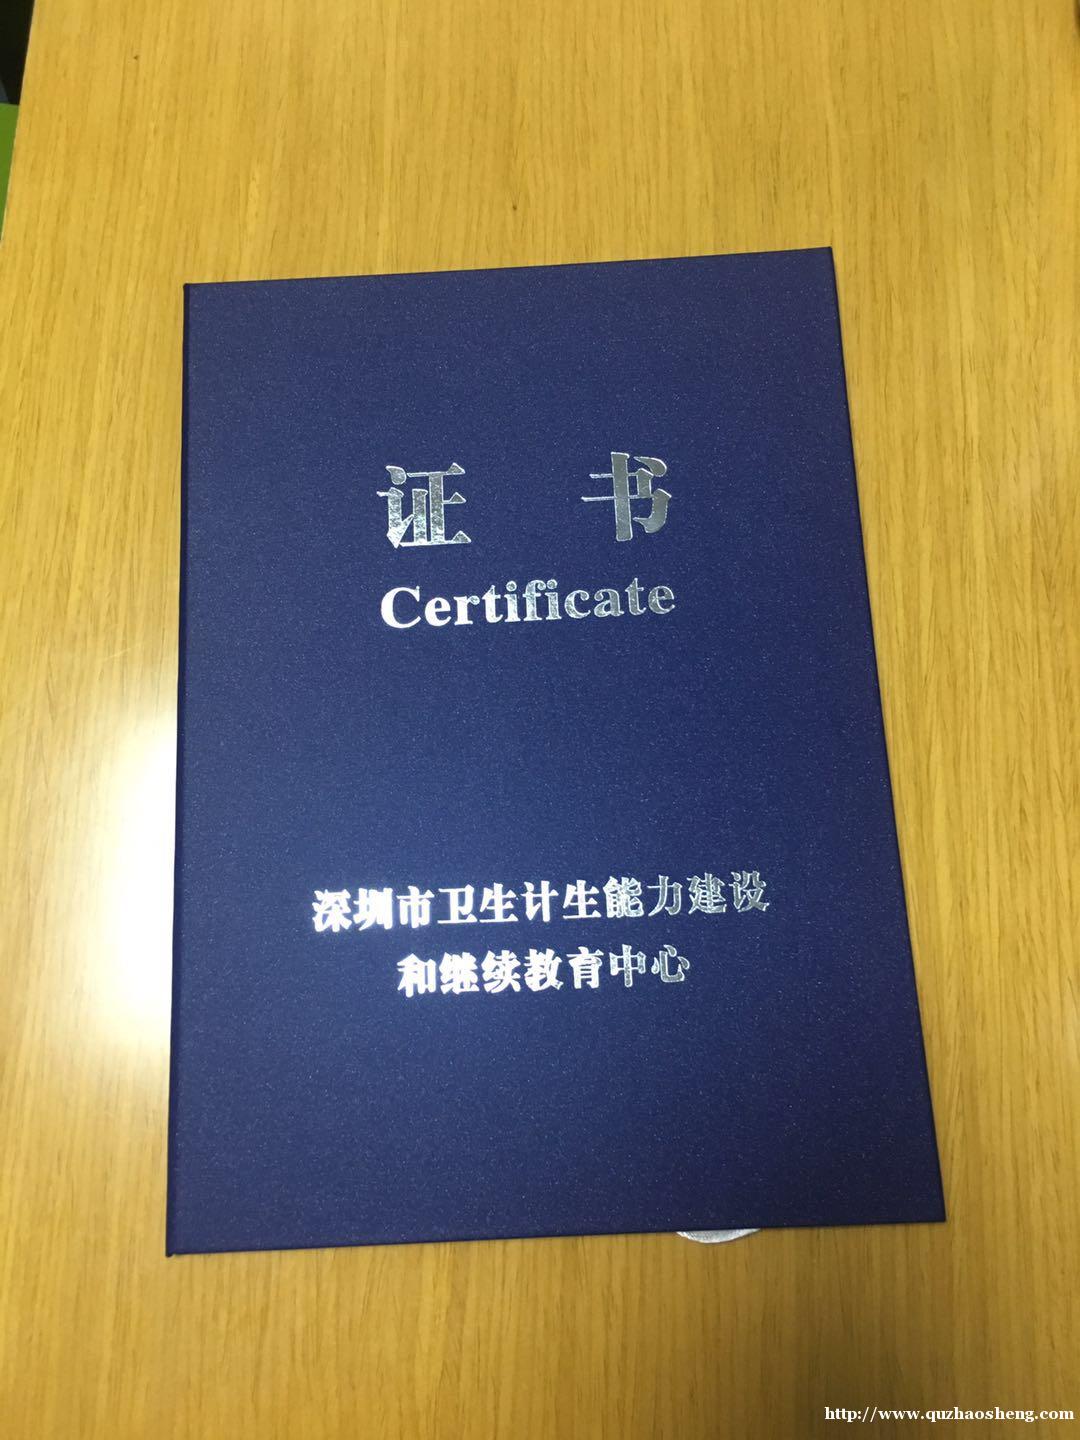 证 书
Certificate
深圳市卫生计生能力建设
和继续教育中心
http://www.quzhaosheng.com